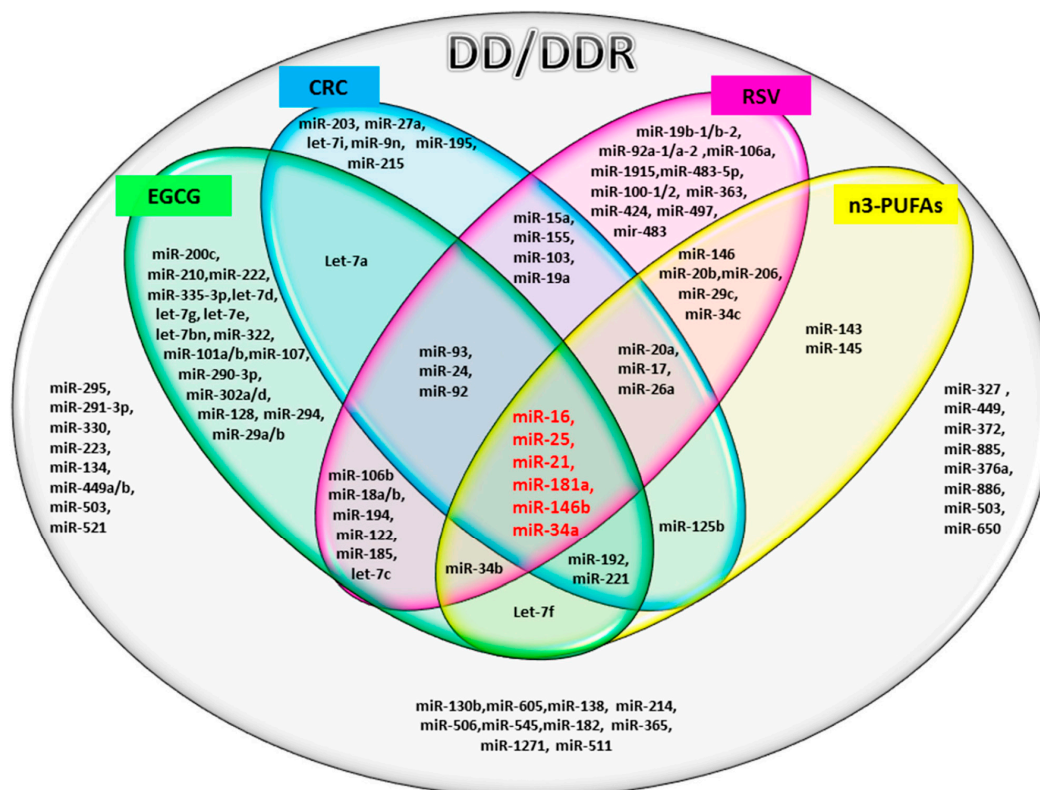 DD/DDR
CRC
RSV
EGCG
n3-PUFAs
miR-203, miR-27a,
let-7i, miR-9n, miR-195,
miR-215
miR-19b-1/b-2,
miR-92a-1/a-2 ,miR-106a,
miR-1915,miR-483-5p,
miR-100-1/2, miR-363,
miR-424, miR-497,
mir-483
miR-200c,
miR-210,miR-222,
miR-335-3p,let-7d,
let-7g, let-7e,
let-7bn, miR-322,
miR-101a/b,miR-107,
miR-290-3p,
miR-302a/d,
miR-128, miR-294,
miR-29a/b
Let-7a
miR-15a,
miR-155,
miR-103,
miR-19a
miR-146
miR-20b,miR-206,
miR-29c,
miR-34c
miR-143
miR-145
miR-93,
miR-24,
miR-92
miR-20a,
miR-17,
miR-26a
miR-16,
miR-25,
miR-21,
miR-181a,
miR-146b
miR-34a
miR-295,
miR-291-3p,
miR-330,
miR-223,
miR-134,
miR-449a/b,
miR-503,
miR-521
miR-327 ,
miR-449,
miR-372,
miR-885,
miR-376a,
miR-886,
miR-503,
miR-650
miR-106b
miR-18a/b,
miR-194,
miR-122,
miR-185,
let-7c
miR-125b
miR-34b
miR-192,
miR-221
Let-7f
miR-130b,miR-605,miR-138, miR-214,
miR-506,miR-545,miR-182, miR-365,
miR-1271, miR-511